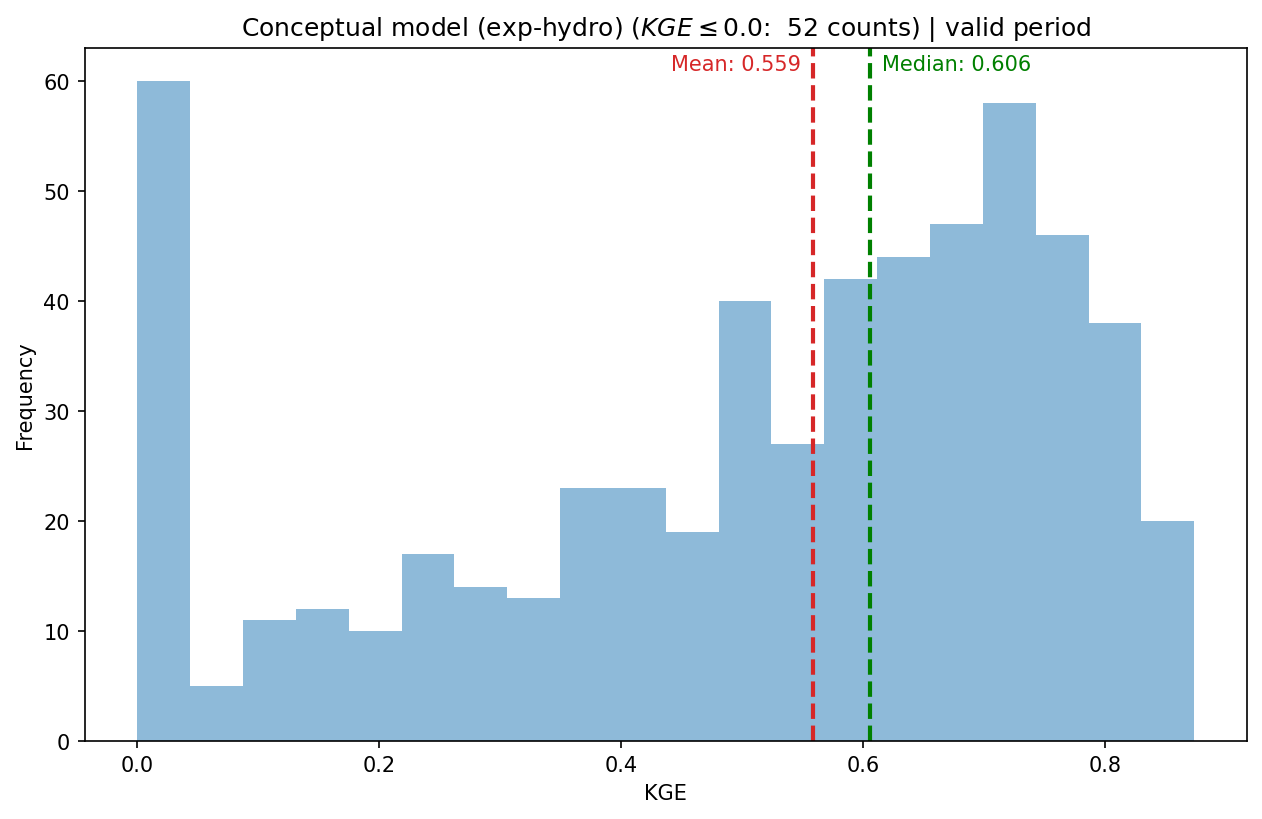 Conceptual model (exp-hydro) (KGE ≤ 0.0:  52 counts) | valid period
Mean: 0.559
Median: 0.606
60
50
40
30
20
10
0
Frequency
0.0
0.2
0.4
0.6
0.8
KGE